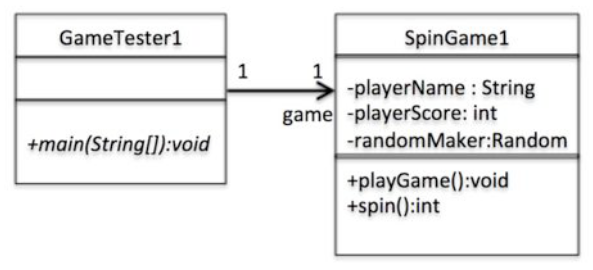 GameTester1
+main(String[]):void
1
1
game
SpinGame1
-playerName : String
-playerScore: int
-randomMaker:Random
+playGame():void
+spin():int